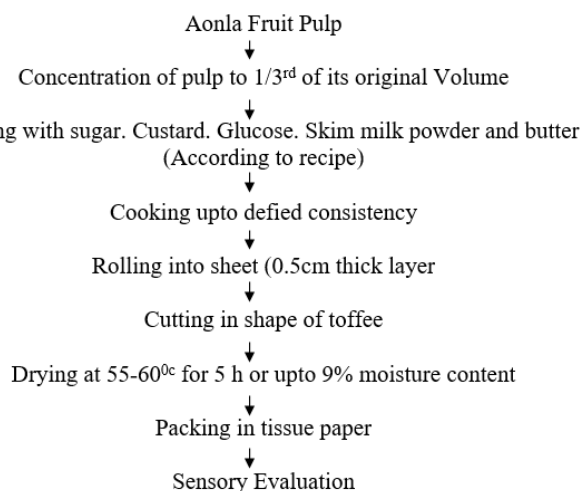 Aonla Fruit Pulp
Concentration of pulp to 1/3rd of its original Volume
with sugar. Custard. Glucose. Skim milk powder and butter
(According to recipe)
Cooking upto defied consistency
Rolling into sheet (0.5cm thick layer
Cutting in shape of toffee
Drying at 55-60⁰ᶜ for 5 h or upto 9% moisture content
Packing in tissue paper
Sensory Evaluation